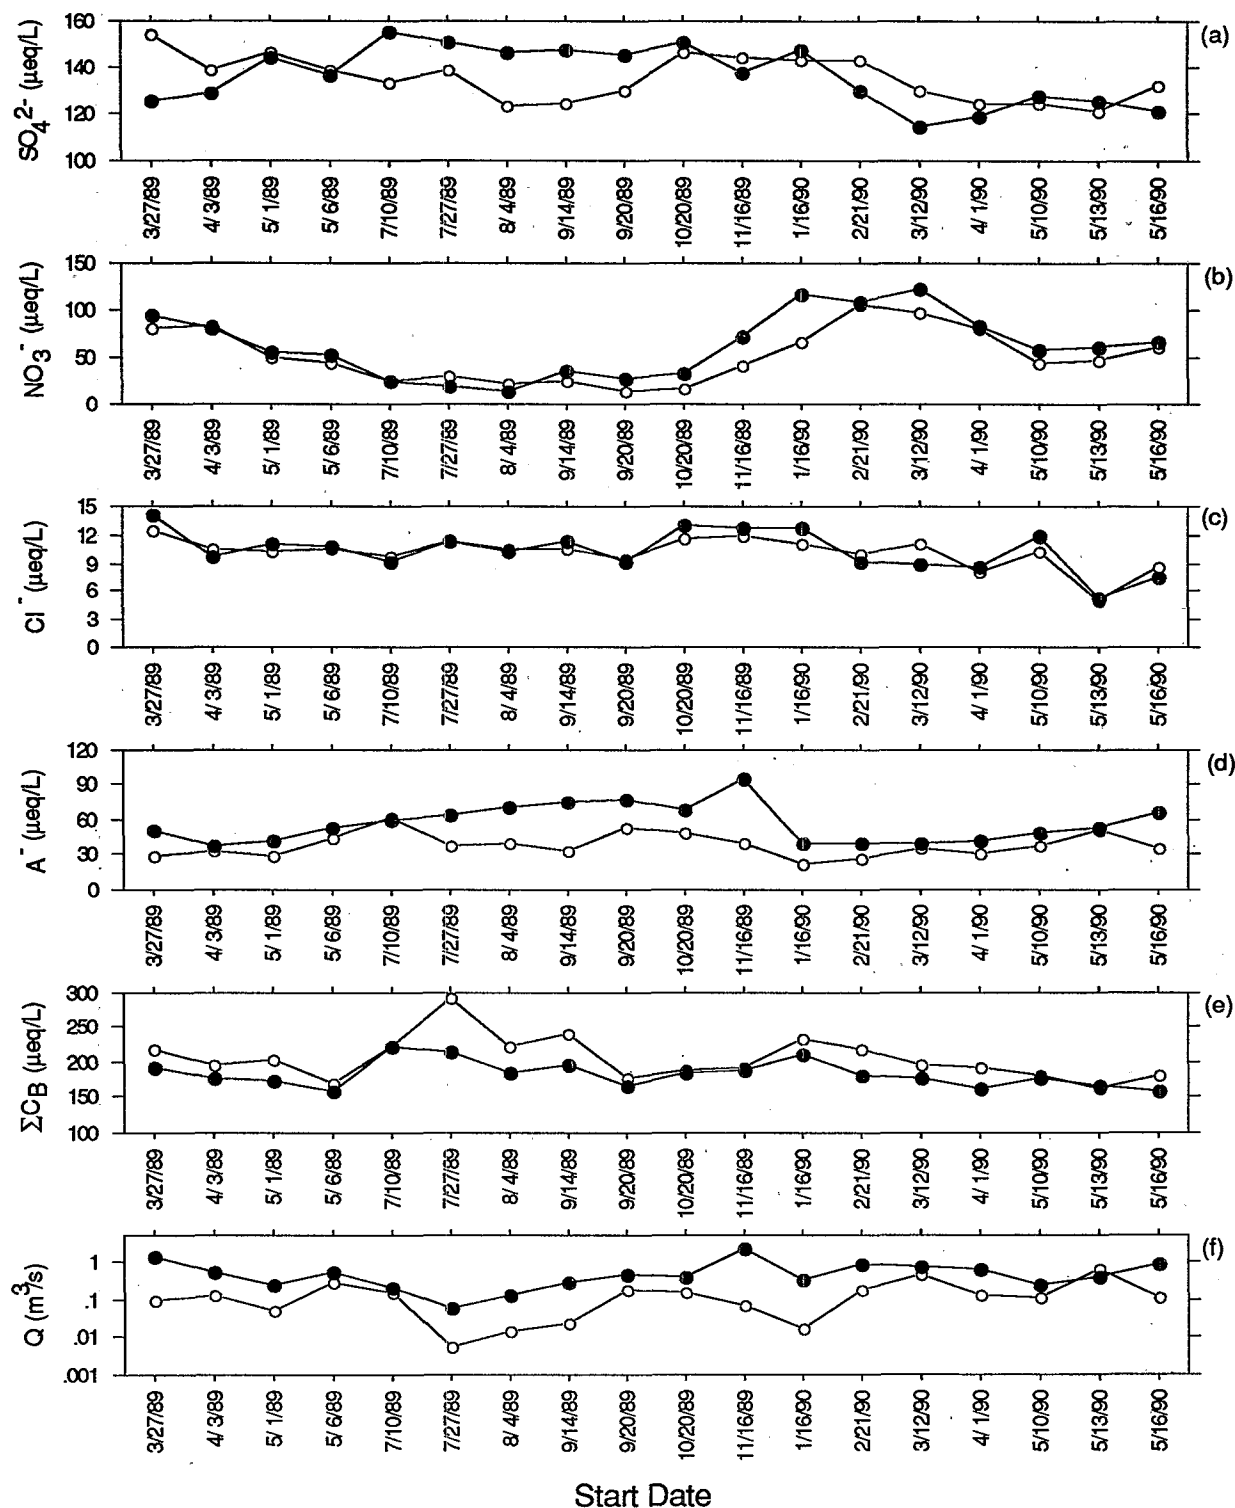 (a)
SO₄²⁻ (µeq/L)
160
140
120
100
3/27/89 4/ 3/89 5/ 1/89 5/ 6/89 7/10/89 7/27/89 8/ 4/89 9/14/89 9/20/89 10/20/89 11/16/89 1/16/90 2/21/90 3/12/90 4/ 1/90 5/10/90 5/13/90 5/16/90
(b)
NO₃⁻ (µeq/L)
150
100
50
0
3/27/89 4/ 3/89 5/ 1/89 5/ 6/89 7/10/89 7/27/89 8/ 4/89 9/14/89 9/20/89 10/20/89 11/16/89 1/16/90 2/21/90 3/12/90 4/ 1/90 5/10/90 5/13/90 5/16/90
(c)
Cl⁻ (µeq/L)
15
12
9
6
3
0
3/27/89 4/ 3/89 5/ 1/89 5/ 6/89 7/10/89 7/27/89 8/ 4/89 9/14/89 9/20/89 10/20/89 11/16/89 1/16/90 2/21/90 3/12/90 4/ 1/90 5/10/90 5/13/90 5/16/90
(d)
A⁻ (µeq/L)
120
90
60
30
0
3/27/89 4/ 3/89 5/ 1/89 5/ 6/89 7/10/89 7/27/89 8/ 4/89 9/14/89 9/20/89 10/20/89 11/16/89 1/16/90 2/21/90 3/12/90 4/ 1/90 5/10/90 5/13/90 5/16/90
(e)
ΣC_B (µeq/L)
300
250
200
150
100
3/27/89 4/ 3/89 5/ 1/89 5/ 6/89 7/10/89 7/27/89 8/ 4/89 9/14/89 9/20/89 10/20/89 11/16/89 1/16/90 2/21/90 3/12/90 4/ 1/90 5/10/90 5/13/90 5/16/90
(f)
Q (m³/s)
1
.1
.01
.001
3/27/89 4/ 3/89 5/ 1/89 5/ 6/89 7/10/89 7/27/89 8/ 4/89 9/14/89 9/20/89 10/20/89 11/16/89 1/16/90 2/21/90 3/12/90 4/ 1/90 5/10/90 5/13/90 5/16/90
Start Date